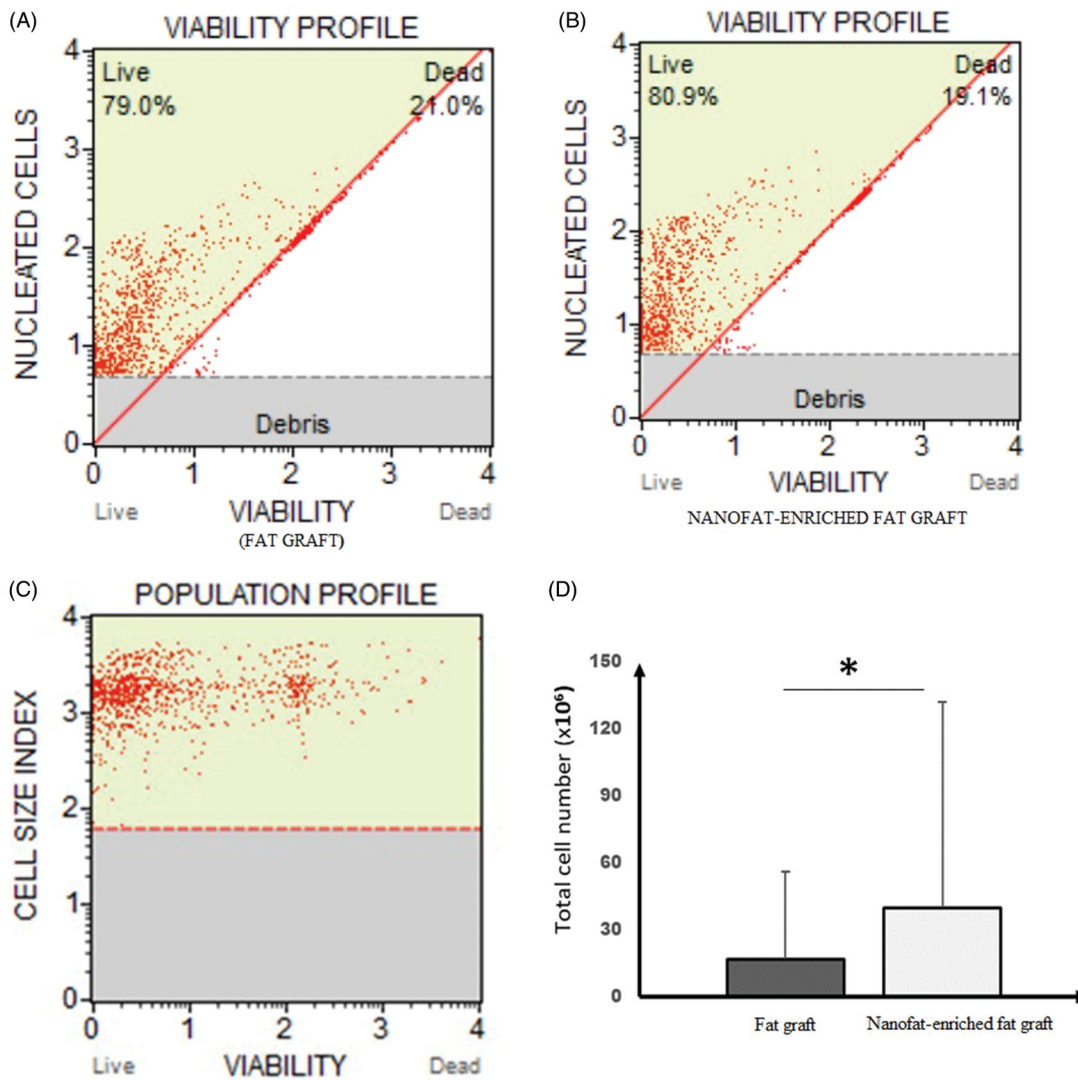 (A)
VIABILITY PROFILE
Live
Dead
79.0%
21.0%
NUCLEATED CELLS
4
3
2
1
0
Debris
0
1
2
3
4
Live
VIABILITY
Dead
(FAT GRAFT)
(B)
VIABILITY PROFILE
Live
Dead
80.9%
19.1%
NUCLEATED CELLS
4
3
2
1
0
Debris
0
1
2
3
4
Live
VIABILITY
Dead
NANOFAT-ENRICHED FAT GRAFT
(C)
POPULATION PROFILE
CELL SIZE INDEX
4
3
2
1
0
0
1
2
3
4
Live
VIABILITY
Dead
(D)
Total cell number (x10⁶)
150
120
90
60
30
0
*
Fat graft
Nanofat-enriched fat graft